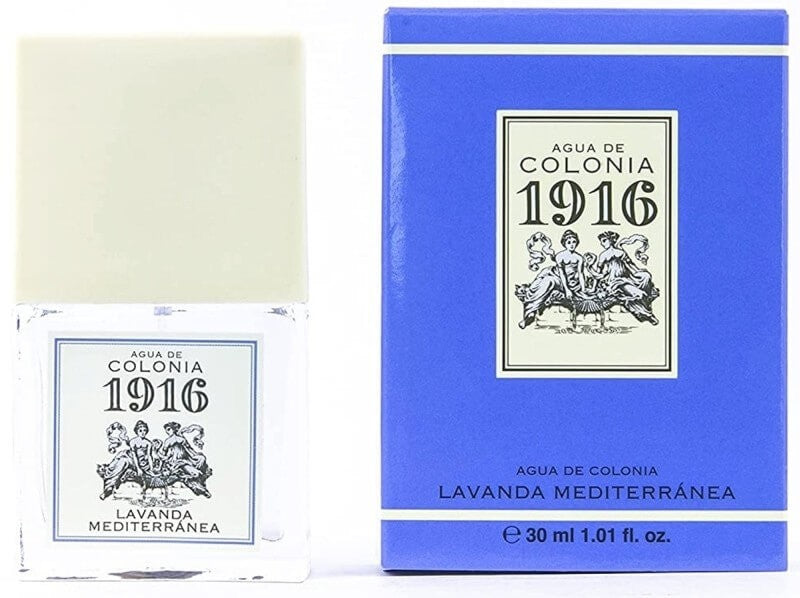 AGUA DE
COLONIA
1916
LAVANDA
MEDITERRÁNEA
AGUA DE
COLONIA
1916
AGUA DE COLONIA
LAVANDA MEDITERRÁNEA
℮ 30 ml 1.01 fl. oz.